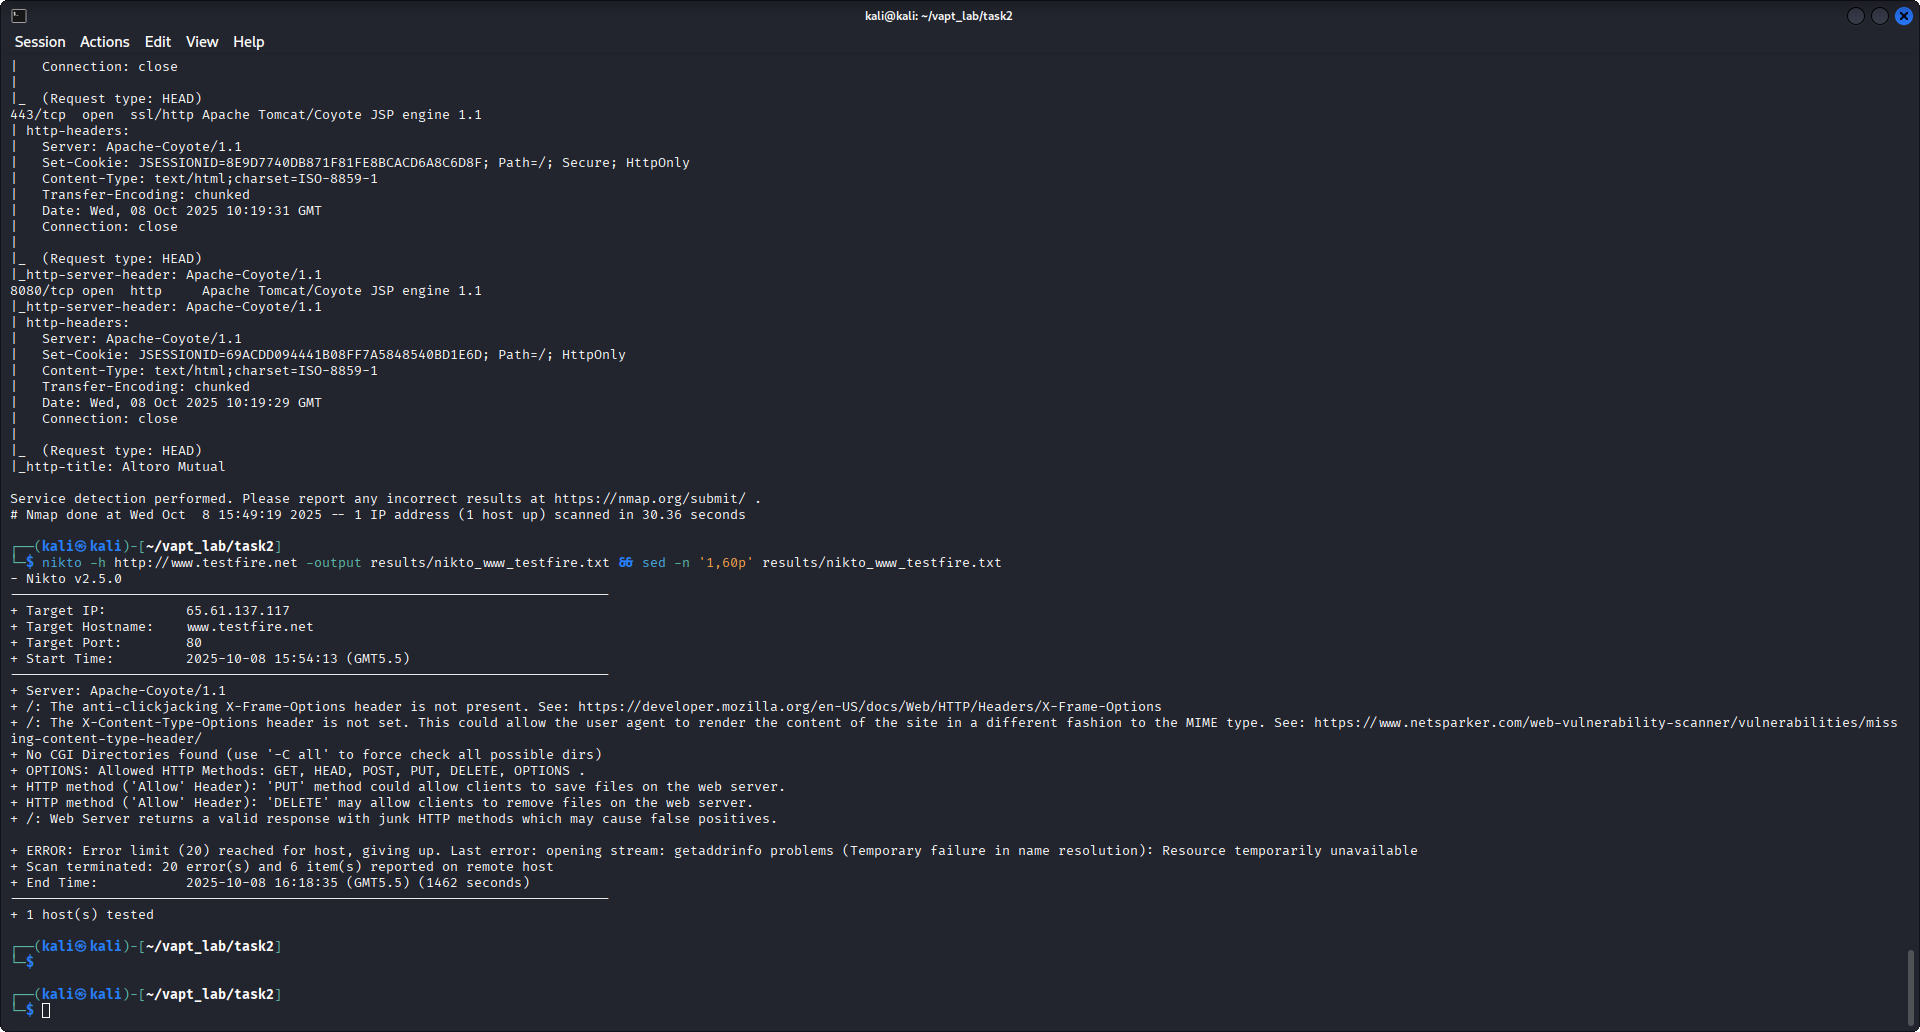 kali@kali: ~/vapt_lab/task2
Session Actions Edit View Help
|   Connection: close
|
|_  (Request type: HEAD)
443/tcp  open  ssl/http Apache Tomcat/Coyote JSP engine 1.1
| http-headers:
|   Server: Apache-Coyote/1.1
|   Set-Cookie: JSESSIONID=8E9D7740DB871F81FE8BCACD6A8C6D8F; Path=/; Secure; HttpOnly
|   Content-Type: text/html;charset=ISO-8859-1
|   Transfer-Encoding: chunked
|   Date: Wed, 08 Oct 2025 10:19:31 GMT
|   Connection: close
|
|_  (Request type: HEAD)
|_http-server-header: Apache-Coyote/1.1
8080/tcp open  http     Apache Tomcat/Coyote JSP engine 1.1
|_http-server-header: Apache-Coyote/1.1
| http-headers:
|   Server: Apache-Coyote/1.1
|   Set-Cookie: JSESSIONID=69ACDD094441B08FF7A5848540BD1E6D; Path=/; HttpOnly
|   Content-Type: text/html;charset=ISO-8859-1
|   Transfer-Encoding: chunked
|   Date: Wed, 08 Oct 2025 10:19:29 GMT
|   Connection: close
|
|_  (Request type: HEAD)
|_http-title: Altoro Mutual
Service detection performed. Please report any incorrect results at https://nmap.org/submit/ .
# Nmap done at Wed Oct  8 15:49:19 2025 -- 1 IP address (1 host up) scanned in 30.36 seconds
┌──(kali㉿kali)-[~/vapt_lab/task2]
└─$ nikto -h http://www.testfire.net -output results/nikto_www_testfire.txt && sed -n '1,60p' results/nikto_www_testfire.txt
- Nikto v2.5.0
---------------------------------------------------------------------------
+ Target IP:          65.61.137.117
+ Target Hostname:    www.testfire.net
+ Target Port:        80
+ Start Time:         2025-10-08 15:54:13 (GMT5.5)
---------------------------------------------------------------------------
+ Server: Apache-Coyote/1.1
+ /: The anti-clickjacking X-Frame-Options header is not present. See: https://developer.mozilla.org/en-US/docs/Web/HTTP/Headers/X-Frame-Options
+ /: The X-Content-Type-Options header is not set. This could allow the user agent to render the content of the site in a different fashion to the MIME type. See: https://www.netsparker.com/web-vulnerability-scanner/vulnerabilities/miss
ing-content-type-header/
+ No CGI Directories found (use '-C all' to force check all possible dirs)
+ OPTIONS: Allowed HTTP Methods: GET, HEAD, POST, PUT, DELETE, OPTIONS .
+ HTTP method ('Allow' Header): 'PUT' method could allow clients to save files on the web server.
+ HTTP method ('Allow' Header): 'DELETE' may allow clients to remove files on the web server.
+ /: Web Server returns a valid response with junk HTTP methods which may cause false positives.
+ ERROR: Error limit (20) reached for host, giving up. Last error: opening stream: getaddrinfo problems (Temporary failure in name resolution): Resource temporarily unavailable
+ Scan terminated: 20 error(s) and 6 item(s) reported on remote host
+ End Time:           2025-10-08 16:18:35 (GMT5.5) (1462 seconds)
---------------------------------------------------------------------------
+ 1 host(s) tested
┌──(kali㉿kali)-[~/vapt_lab/task2]
└─$
┌──(kali㉿kali)-[~/vapt_lab/task2]
└─$